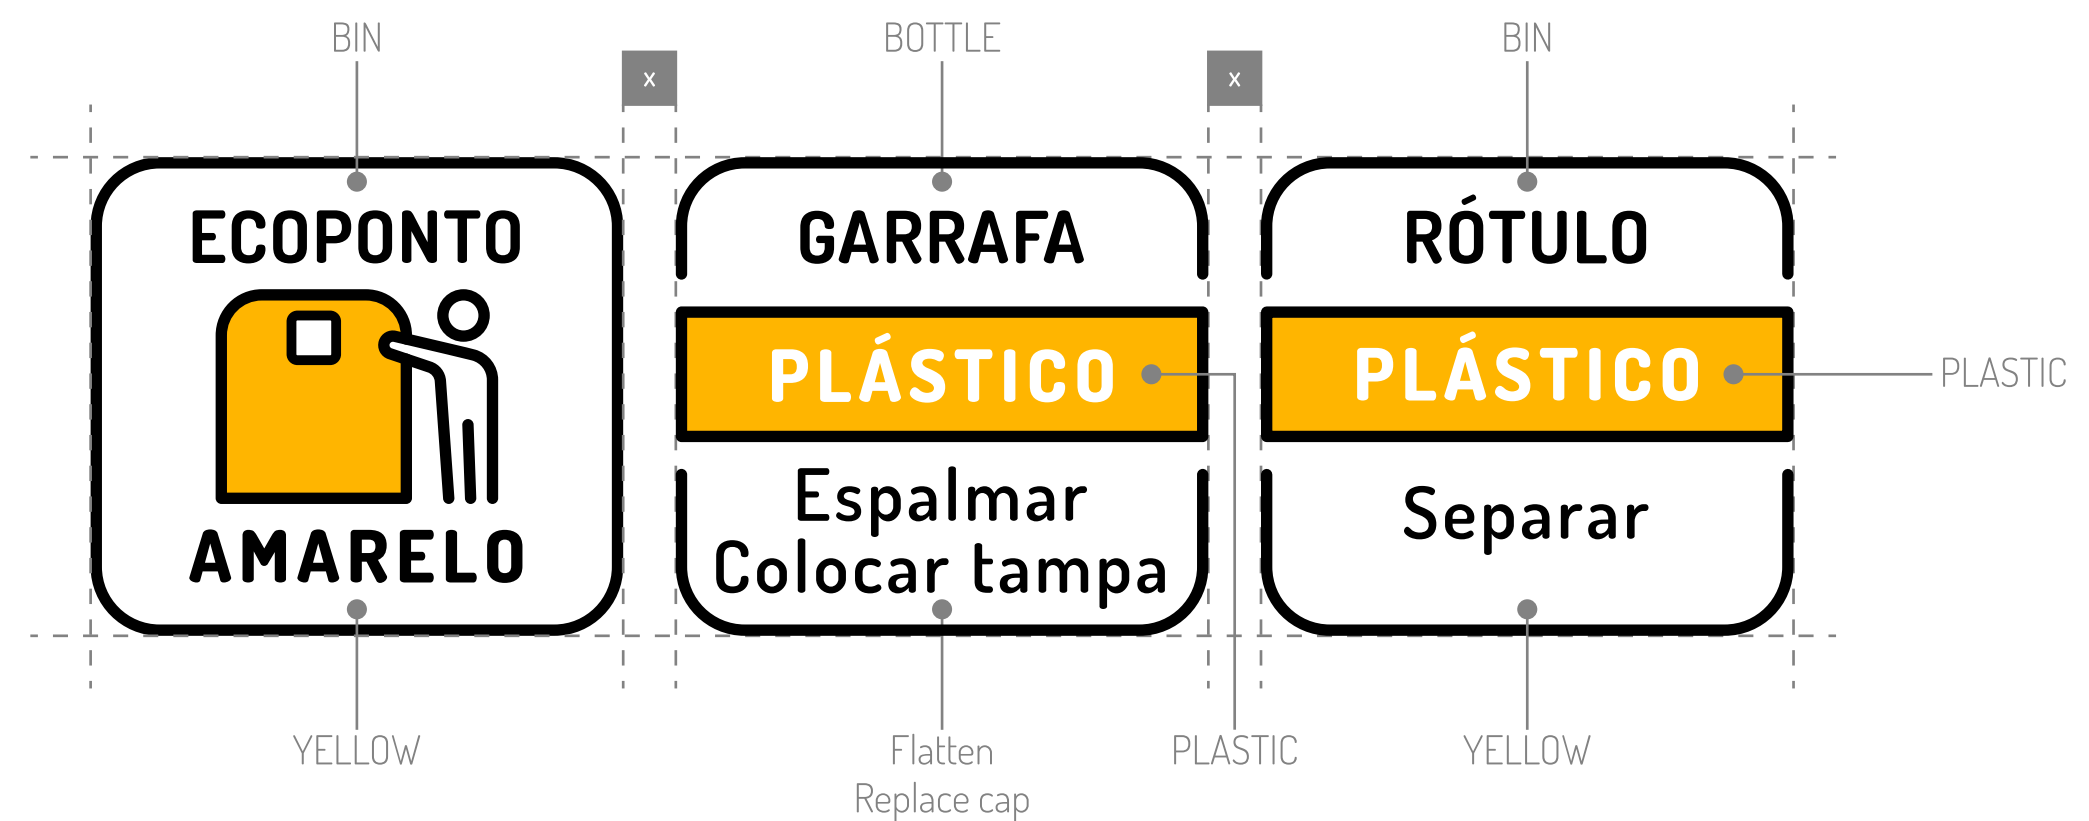 BIN
BOTTLE
BIN
x
x
ECOPONTO
AMARELO
GARRAFA
PLÁSTICO
Espalmar
Colocar tampa
RÓTULO
PLÁSTICO
Separar
PLASTIC
YELLOW
Flatten
Replace cap
PLASTIC
YELLOW